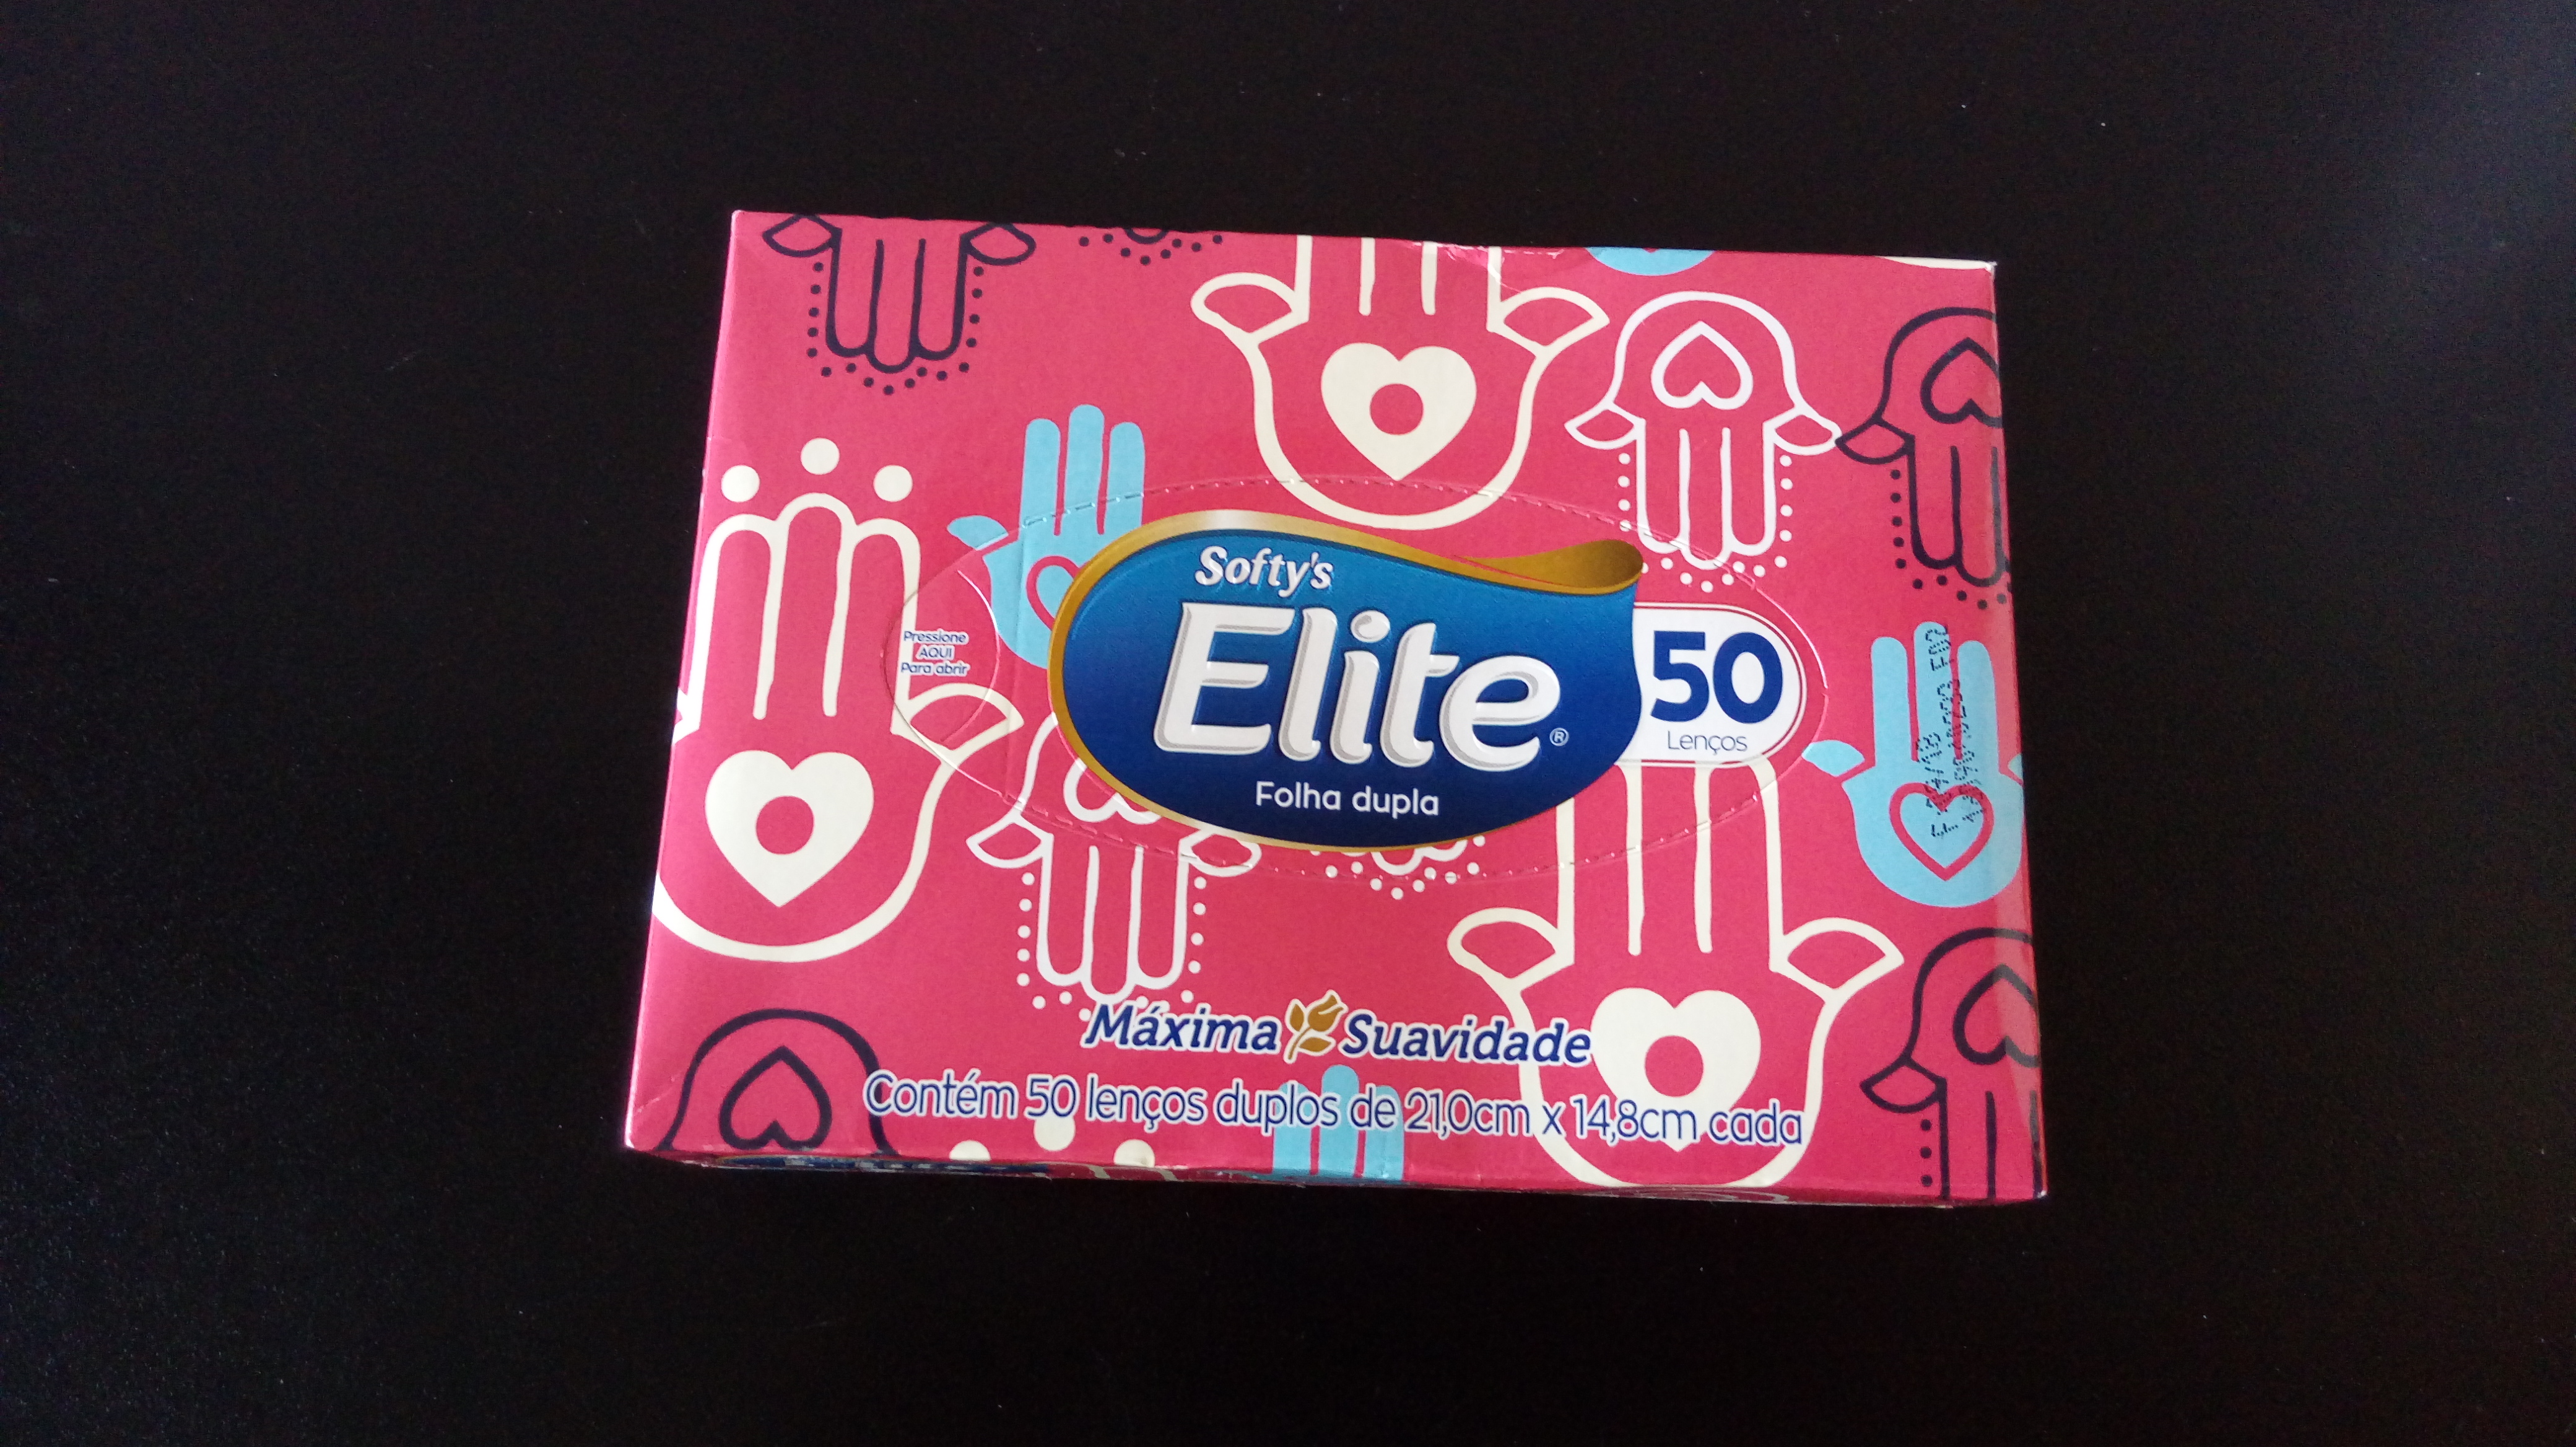 Softy's
Elite®
Folha dupla
50
Lenços
Pressione
AQUI
Para abrir
Máxima Suavidade
Contém 50 lenços duplos de 21,0cm x 14,8cm cada